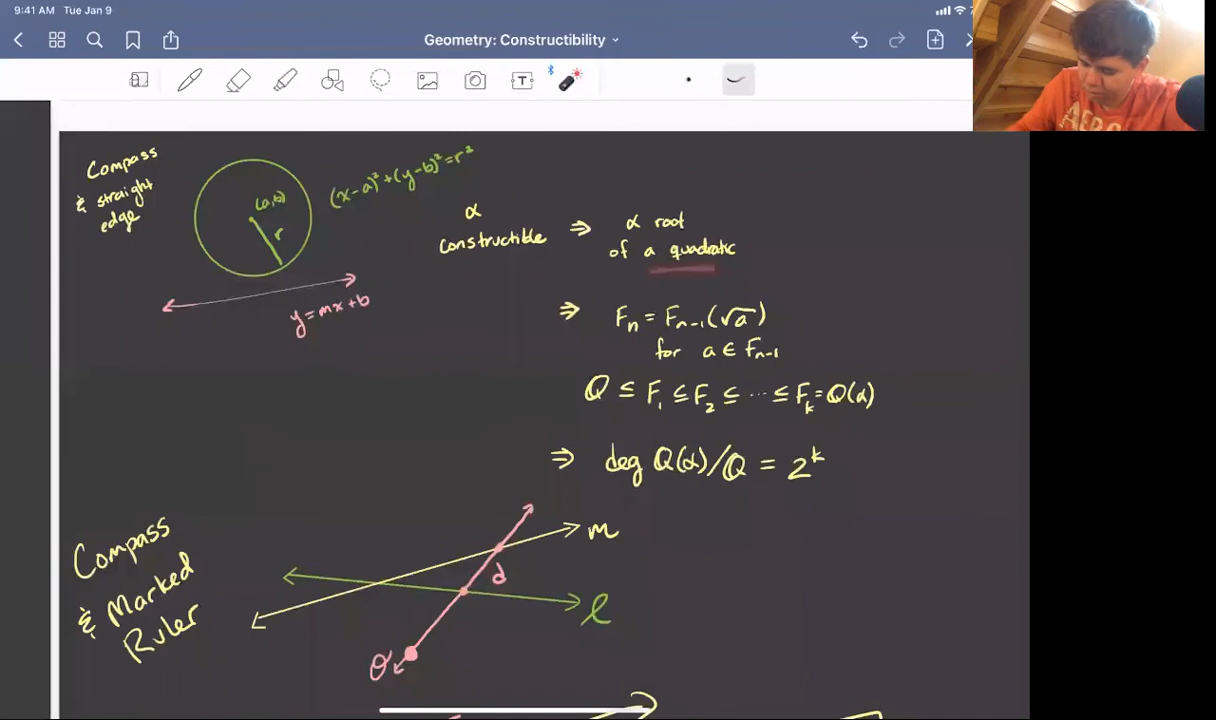 9:41 AM Tue Jan 9
Geometry: Constructibility
T
Compass
& straight
edge
(a,b)
r
(x-a)²+(y-b)²=r²
y=mx+b
α
constructible ⇒ α root
of a quadratic
⇒ Fₙ = Fₙ₋₁(√a)
for a ∈ Fₙ₋₁
Q ≤ F₁ ≤ F₂ ≤ ... ≤ Fₖ = Q(α)
⇒ deg Q(α)/Q = 2ᵏ
Compass
& Marked
Ruler
m
d
l